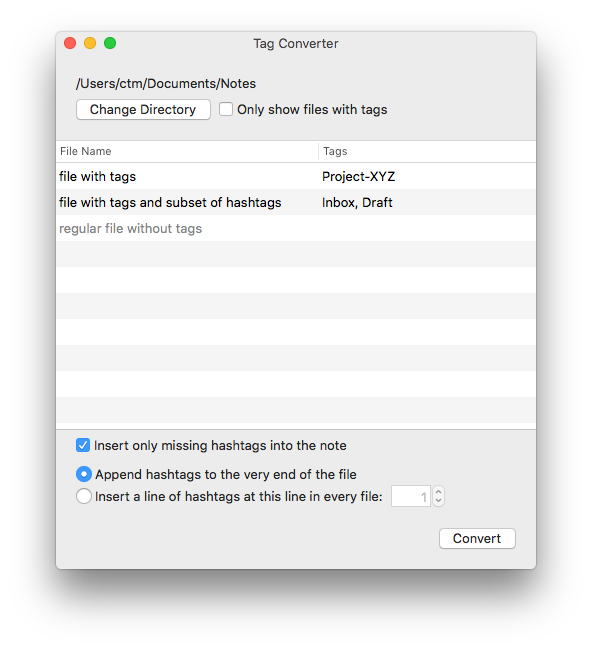 Tag Converter
/Users/ctm/Documents/Notes
Change Directory Only show files with tags
File Name Tags
file with tags Project-XYZ
file with tags and subset of hashtags Inbox, Draft
regular file without tags
Insert only missing hashtags into the note
Append hashtags to the very end of the file
Insert a line of hashtags at this line in every file: 1
Convert